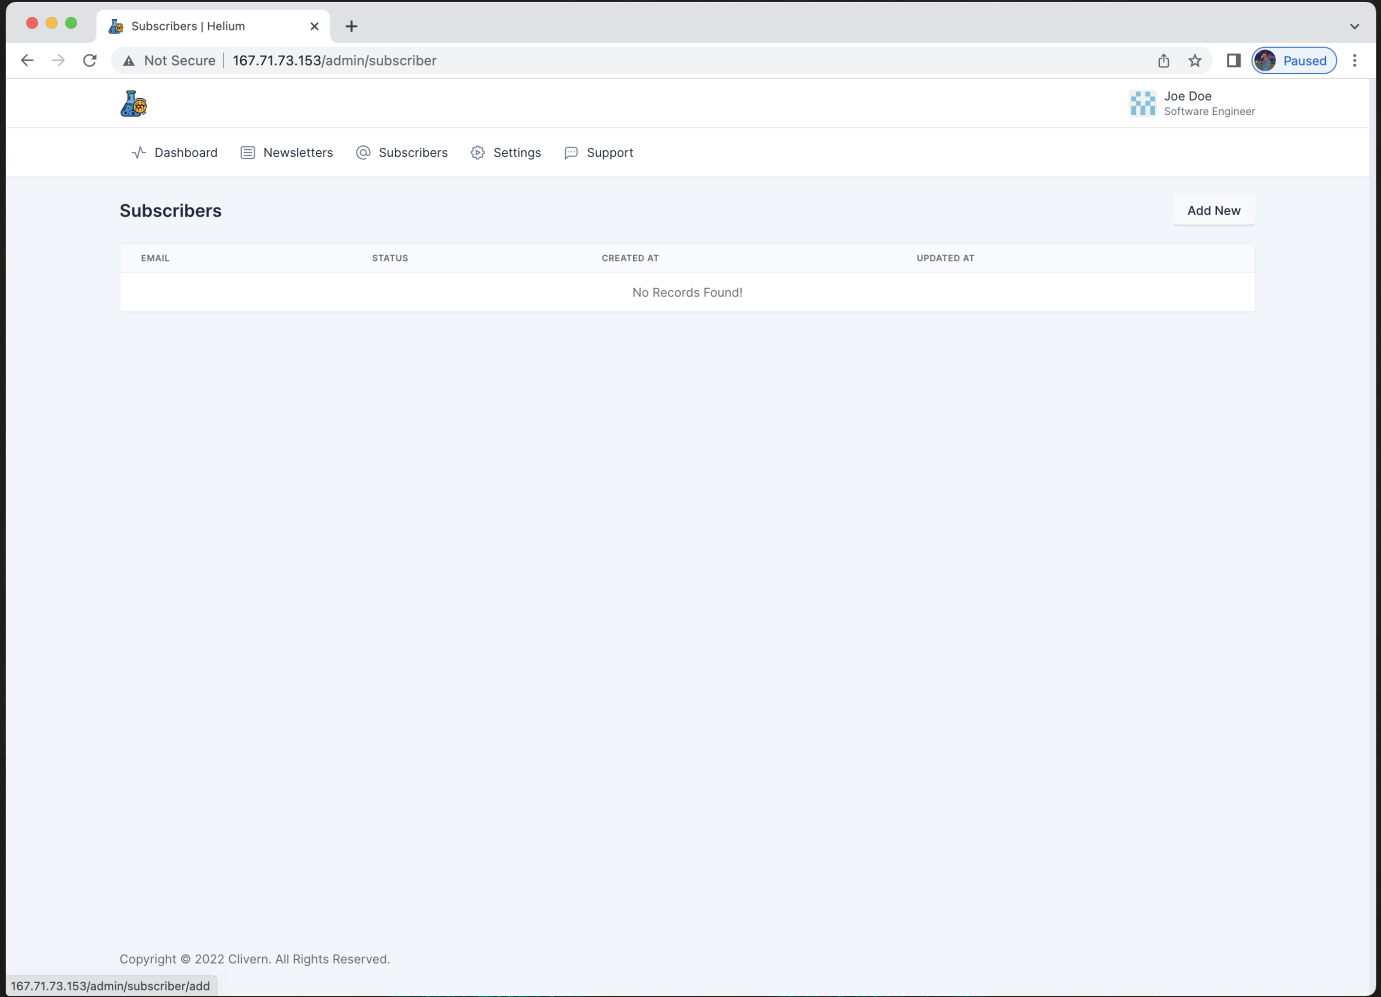 Subscribers | Helium
Not Secure | 167.71.73.153/admin/subscriber
Paused
Joe Doe
Software Engineer
Dashboard Newsletters Subscribers Settings Support
Subscribers
Add New
EMAIL STATUS CREATED AT UPDATED AT
No Records Found!
Copyright © 2022 Clivern. All Rights Reserved.
167.71.73.153/admin/subscriber/add